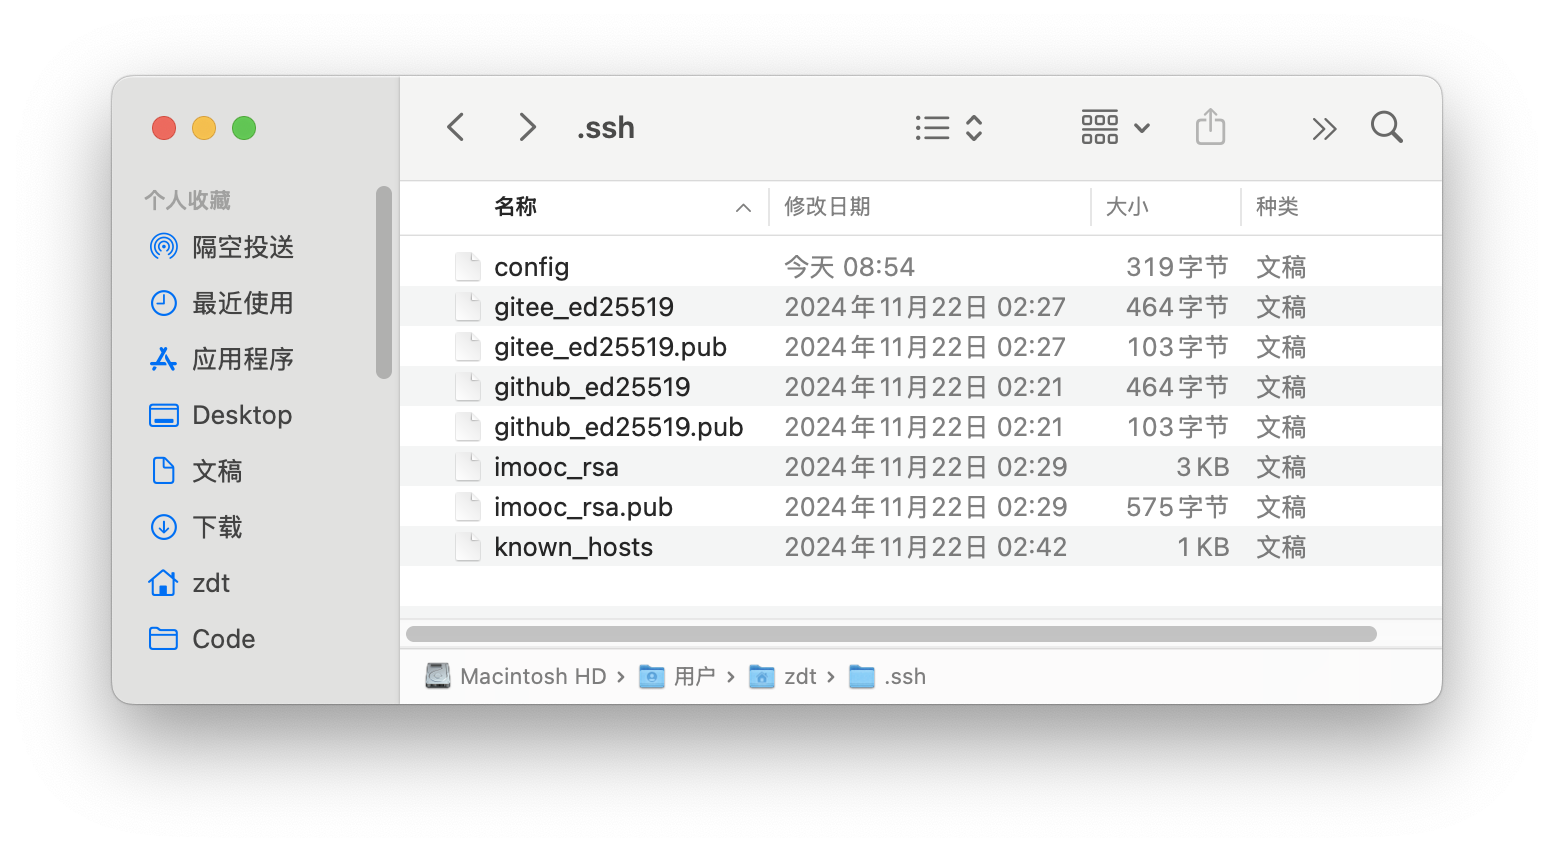 .ssh
个人收藏
隔空投送
最近使用
应用程序
Desktop
文稿
下载
zdt
Code
名称 修改日期 大小 种类
config 今天 08:54 319字节 文稿
gitee_ed25519 2024年11月22日 02:27 464字节 文稿
gitee_ed25519.pub 2024年11月22日 02:27 103字节 文稿
github_ed25519 2024年11月22日 02:21 464字节 文稿
github_ed25519.pub 2024年11月22日 02:21 103字节 文稿
imooc_rsa 2024年11月22日 02:29 3 KB 文稿
imooc_rsa.pub 2024年11月22日 02:29 575字节 文稿
known_hosts 2024年11月22日 02:42 1 KB 文稿
Macintosh HD › 用户 › zdt › .ssh